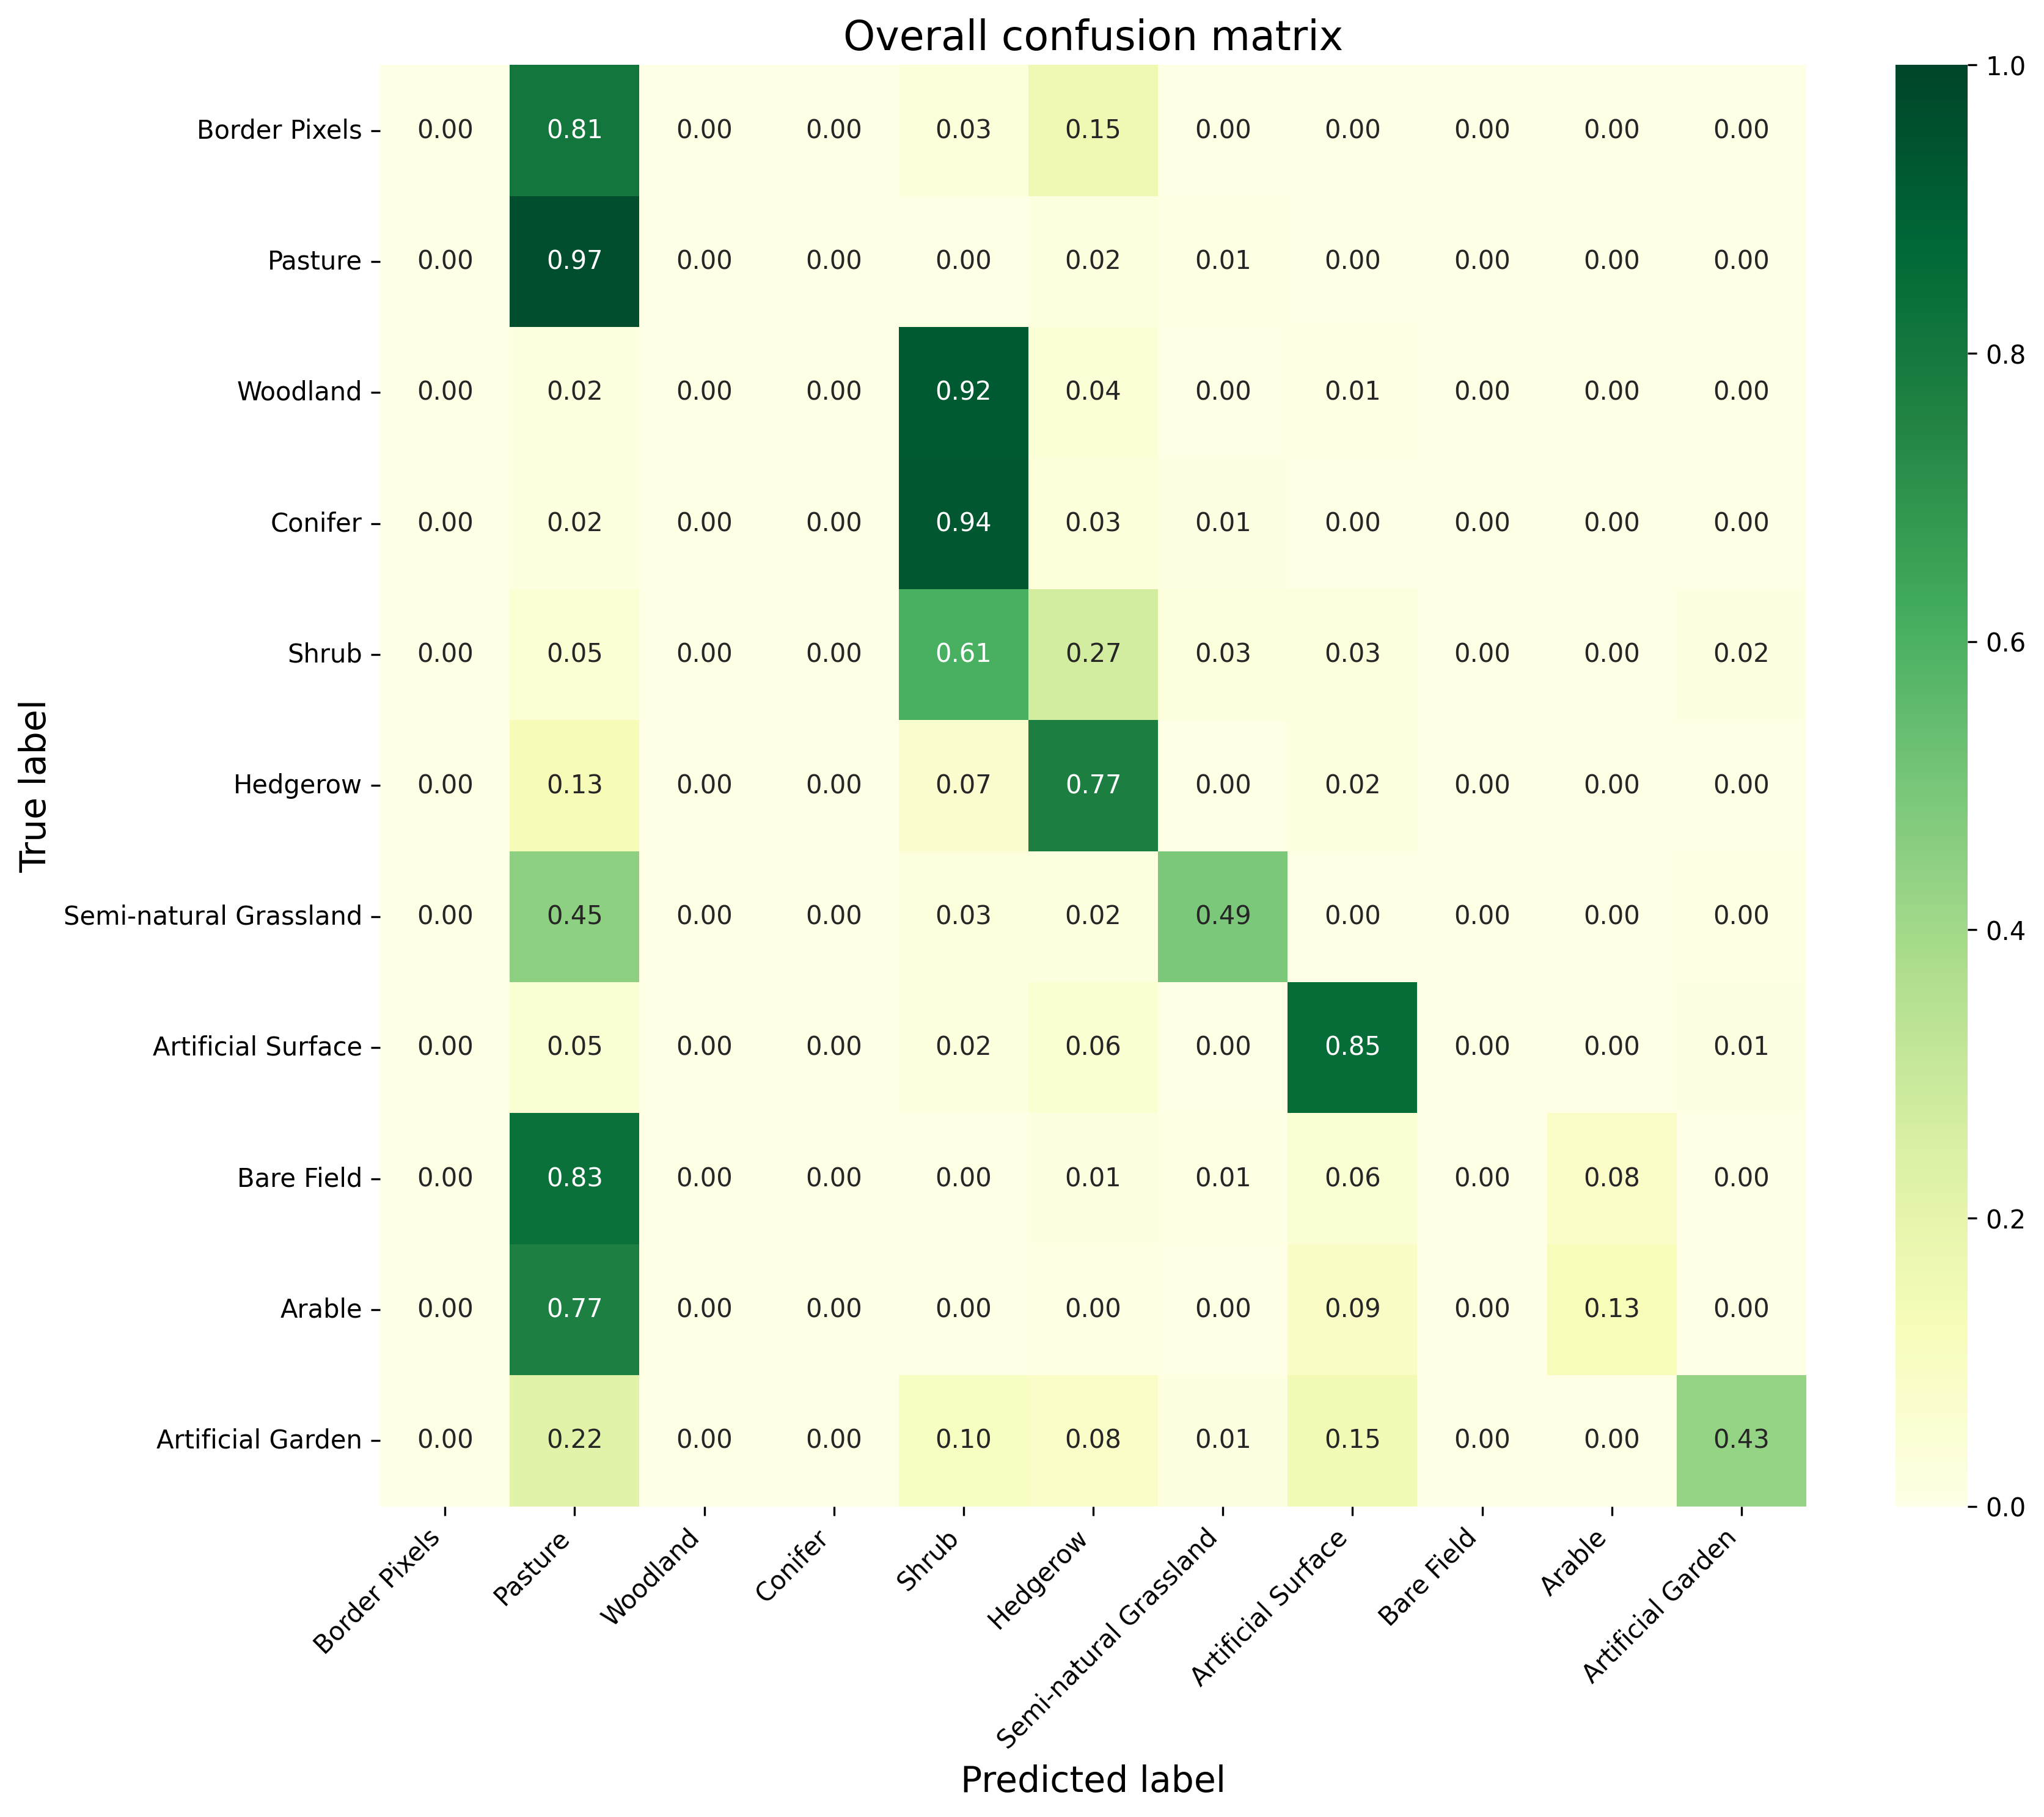 Overall confusion matrix
Border Pixels 0.00 0.81 0.00 0.00 0.03 0.15 0.00 0.00 0.00 0.00 0.00
Pasture 0.00 0.97 0.00 0.00 0.00 0.02 0.01 0.00 0.00 0.00 0.00
Woodland 0.00 0.02 0.00 0.00 0.92 0.04 0.00 0.01 0.00 0.00 0.00
Conifer 0.00 0.02 0.00 0.00 0.94 0.03 0.01 0.00 0.00 0.00 0.00
Shrub 0.00 0.05 0.00 0.00 0.61 0.27 0.03 0.03 0.00 0.00 0.02
Hedgerow 0.00 0.13 0.00 0.00 0.07 0.77 0.00 0.02 0.00 0.00 0.00
Semi-natural Grassland 0.00 0.45 0.00 0.00 0.03 0.02 0.49 0.00 0.00 0.00 0.00
Artificial Surface 0.00 0.05 0.00 0.00 0.02 0.06 0.00 0.85 0.00 0.00 0.01
Bare Field 0.00 0.83 0.00 0.00 0.00 0.01 0.01 0.06 0.00 0.08 0.00
Arable 0.00 0.77 0.00 0.00 0.00 0.00 0.00 0.09 0.00 0.13 0.00
Artificial Garden 0.00 0.22 0.00 0.00 0.10 0.08 0.01 0.15 0.00 0.00 0.43
True label
Border Pixels
Pasture
Woodland
Conifer
Shrub
Hedgerow
Semi-natural Grassland
Artificial Surface
Bare Field
Arable
Artificial Garden
Predicted label
1.0
0.8
0.6
0.4
0.2
0.0